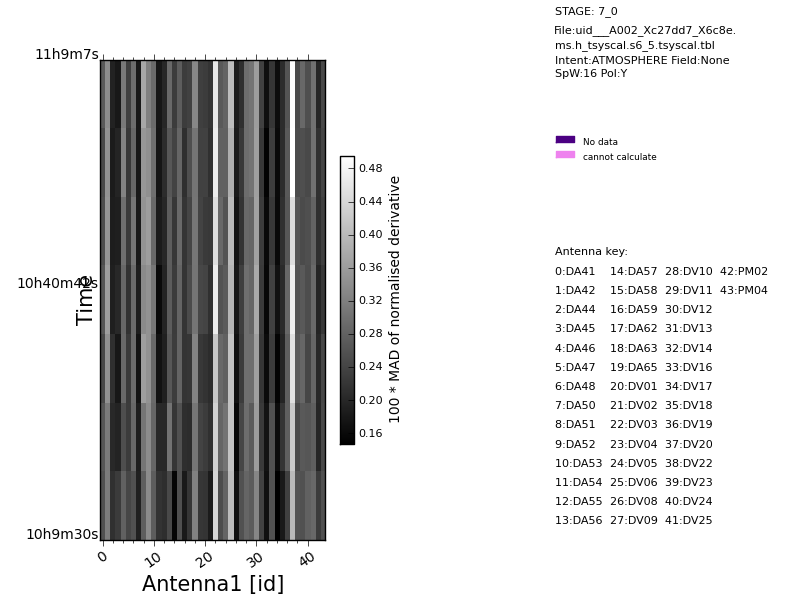 STAGE: 7_0
File:uid___A002_Xc27dd7_X6c8e.
ms.h_tsyscal.s6_5.tsyscal.tbl
Intent:ATMOSPHERE Field:None
SpW:16 Pol:Y
11h9m7s
10h9m30s
Time
0 10 20 30 40
Antenna1 [id]
0.48
0.44
0.40
0.36
0.32
0.28
0.24
0.20
0.16
100 * MAD of normalised derivative
No data
cannot calculate
Antenna key:
0:DA41 14:DA57 28:DV10 42:PM02
1:DA42 15:DA58 29:DV11 43:PM04
2:DA44 16:DA59 30:DV12
3:DA45 17:DA62 31:DV13
4:DA46 18:DA63 32:DV14
5:DA47 19:DA65 33:DV16
6:DA48 20:DV01 34:DV17
7:DA50 21:DV02 35:DV18
8:DA51 22:DV03 36:DV19
9:DA52 23:DV04 37:DV20
10:DA53 24:DV05 38:DV22
11:DA54 25:DV06 39:DV23
12:DA55 26:DV08 40:DV24
13:DA56 27:DV09 41:DV25